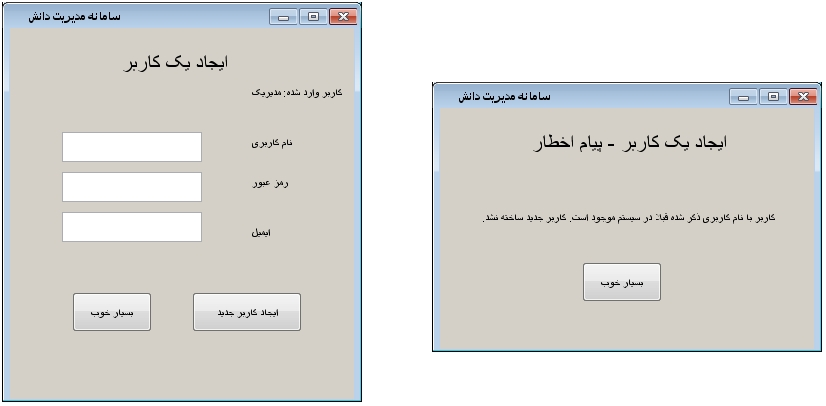 سامانه مدیریت دانش
ایجاد یک کاربر
کاربر وارد شده: مدیریک
نام کاربری
رمز عبور
ایمیل
ایجاد کاربر جدید
بسیار خوب
سامانه مدیریت دانش
ایجاد یک کاربر - پیام اخطار
کاربر با نام کاربری ذکر شده قبلاً در سیستم موجود است. کاربر جدید ساخته نشد.
بسیار خوب